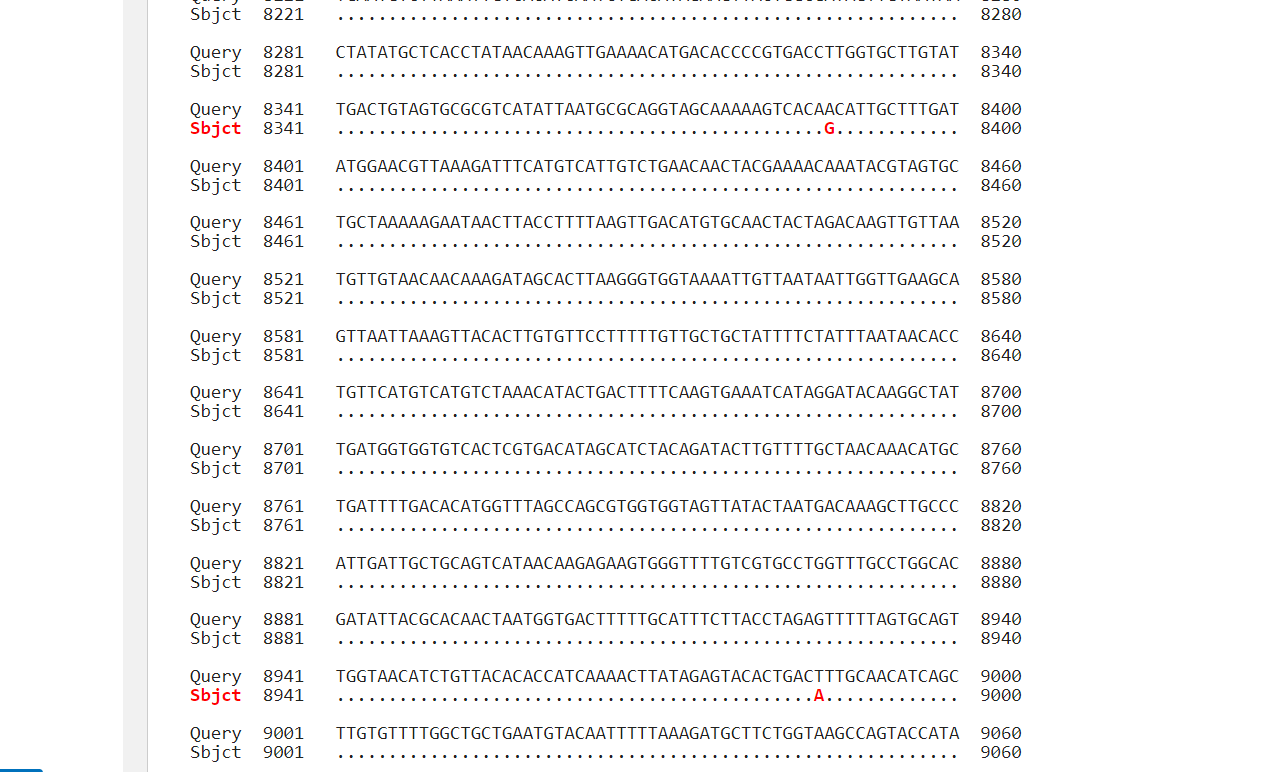 Sbjct 8221 ............................................................ 8280
Query 8281 CTATATGCTCACCTATAACAAAGTTGAAAACATGACACCCCGTGACCTTGGTGCTTGTAT 8340
Sbjct 8281 ............................................................ 8340
Query 8341 TGACTGTAGTGCGCGTCATATTAATGCGCAGGTAGCAAAAAGTCACAACATTGCTTTGAT 8400
Sbjct 8341 ...............................................G............ 8400
Query 8401 ATGGAACGTTAAAGATTTCATGTCATTGTCTGAACAACTACGAAAACAAATACGTAGTGC 8460
Sbjct 8401 ............................................................ 8460
Query 8461 TGCTAAAAAGAATAACTTACCTTTTAAGTTGACATGTGCAACTACTAGACAAGTTGTTAA 8520
Sbjct 8461 ............................................................ 8520
Query 8521 TGTTGTAACAACAAAGATAGCACTTAAGGGTGGTAAAATTGTTAATAATTGGTTGAAGCA 8580
Sbjct 8521 ............................................................ 8580
Query 8581 GTTAATTAAAGTTACACTTGTGTTCCTTTTTGTTGCTGCTATTTTCTATTTAATAACACC 8640
Sbjct 8581 ............................................................ 8640
Query 8641 TGTTCATGTCATGTCTAAACATACTGACTTTTCAAGTGAAATCATAGGATACAAGGCTAT 8700
Sbjct 8641 ............................................................ 8700
Query 8701 TGATGGTGGTGTCACTCGTGACATAGCATCTACAGATACTTGTTTTGCTAACAAACATGC 8760
Sbjct 8701 ............................................................ 8760
Query 8761 TGATTTTGACACATGGTTTAGCCAGCGTGGTGGTAGTTATACTAATGACAAAGCTTGCCC 8820
Sbjct 8761 ............................................................ 8820
Query 8821 ATTGATTGCTGCAGTCATAACAAGAGAAGTGGGTTTTGTCGTGCCTGGTTTGCCTGGCAC 8880
Sbjct 8821 ............................................................ 8880
Query 8881 GATATTACGCACAACTAATGGTGACTTTTTGCATTTCTTACCTAGAGTTTTTAGTGCAGT 8940
Sbjct 8881 ............................................................ 8940
Query 8941 TGGTAACATCTGTTACACACCATCAAAACTTATAGAGTACACTGACTTTGCAACATCAGC 9000
Sbjct 8941 ..............................................A............. 9000
Query 9001 TTGTGTTTTGGCTGCTGAATGTACAATTTTTAAAGATGCTTCTGGTAAGCCAGTACCATA 9060
Sbjct 9001 ............................................................ 9060